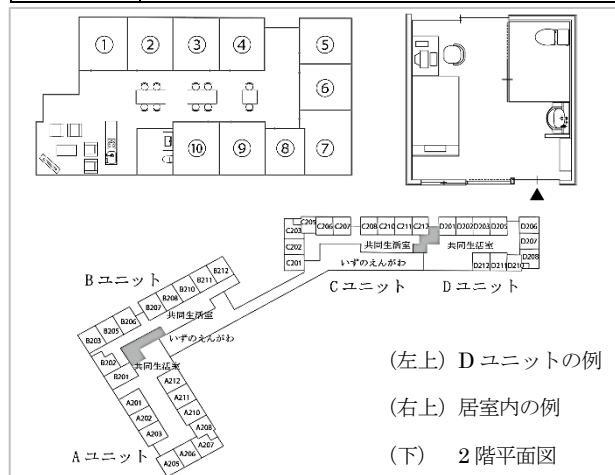 ① ② ③ ④ ⑤
⑥
⑩ ⑨ ⑧ ⑦
C203 C205 C206 C207 C208 C210 C211 C212 D201 D202 D203 D205 D206
C202 共同生活室 共同生活室 D207
C201 いずのえんがわ D212 D211 D210 D208
Cユニット Dユニット
Bユニット
B203 B205 B206 B207 B208 B210 B211 B212
共同生活室
B202 いずのえんがわ
B201 共同生活室
A201 A212
A202 A211
A203 A210
A208
Aユニット A205 A206 A207
(左上) Dユニットの例
(右上) 居室内の例
(下) 2階平面図